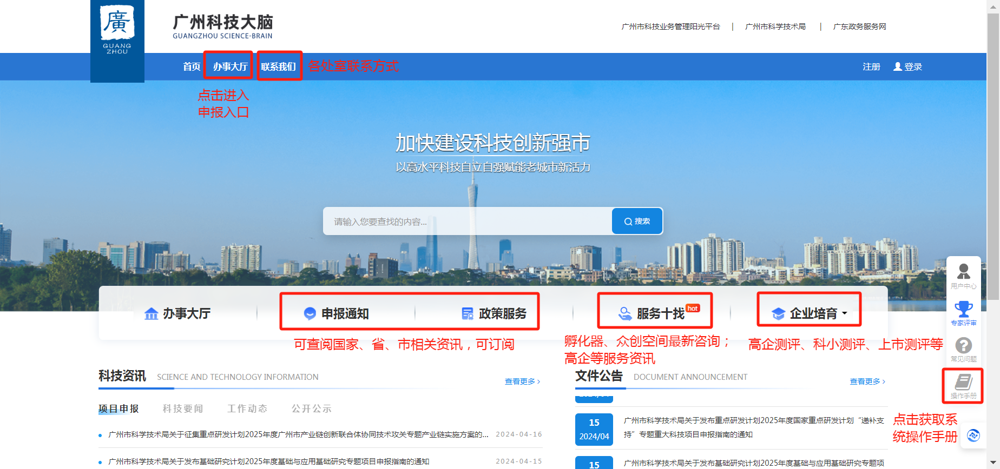 廣
GUANG
ZHOU
广州科技大脑
GUANGZHOU SCIENCE-BRAIN
广州市科技业务管理阳光平台 | 广州市科学技术局 | 广东政务服务网
首页 办事大厅 联系我们 各处室联系方式 注册 登录
点击进入
申报入口
加快建设科技创新强市
以高水平科技自立自强赋能老城市新活力
请输入您要查找的内容... 搜索
用户中心
专家评审
常见问题
操作手册
办事大厅 申报通知 政策服务 服务十找 hot 企业培育
可查阅国家、省、市相关资讯，可订阅
孵化器、众创空间最新咨询；
高企等服务资讯
高企测评、科小测评、上市测评等
点击获取系
统操作手册
科技资讯 SCIENCE AND TECHNOLOGY INFORMATION 查看更多 >
项目申报 科技要闻 工作动态 公开公示
广州市科学技术局关于征集重点研发计划2025年度广州市产业链创新联合体协同技术攻关专题产业链实施方案的... 2024-04-16
广州市科学技术局关于发布基础研究计划2025年度基础与应用基础研究专题项目申报指南的通知 2024-04-15
文件公告 DOCUMENT ANNOUNCEMENT 查看更多 >
15
2024/04
广州市科学技术局关于发布重点研发计划2025年度国家重点研发计划“递补支
持”专题重大科技项目申报指南的通知
15
广州市科学技术局关于发布基础研究计划2025年度基础与应用基础研究专题项